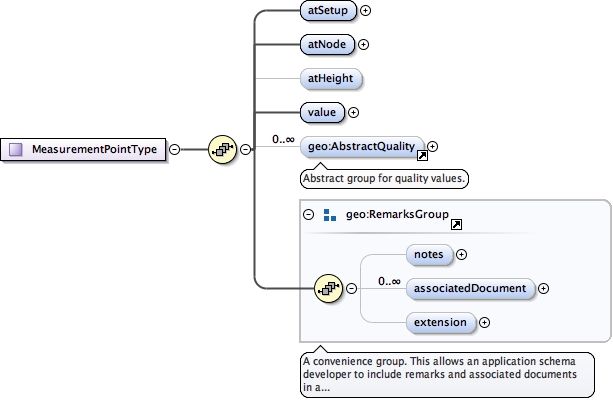 atSetup
atNode
atHeight
value
0..∞
geo:AbstractQuality
MeasurementPointType
Abstract group for quality values.
geo:RemarksGroup
notes
0..∞
associatedDocument
extension
A convenience group. This allows an application schema
developer to include remarks and associated documents
in a...